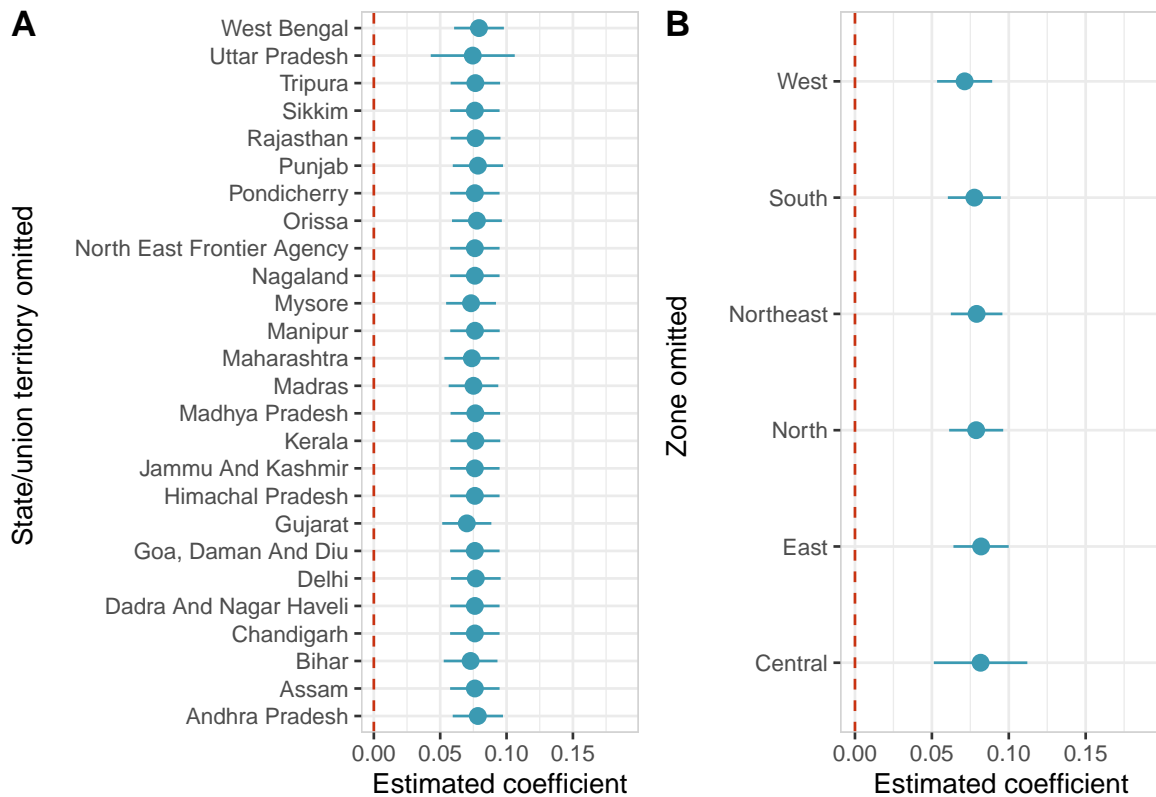 A
State/union territory omitted
West Bengal
Uttar Pradesh
Tripura
Sikkim
Rajasthan
Punjab
Pondicherry
Orissa
North East Frontier Agency
Nagaland
Mysore
Manipur
Maharashtra
Madras
Madhya Pradesh
Kerala
Jammu And Kashmir
Himachal Pradesh
Gujarat
Goa, Daman And Diu
Delhi
Dadra And Nagar Haveli
Chandigarh
Bihar
Assam
Andhra Pradesh
0.00 0.05 0.10 0.15
Estimated coefficient
B
Zone omitted
West
South
Northeast
North
East
Central
0.00 0.05 0.10 0.15
Estimated coefficient